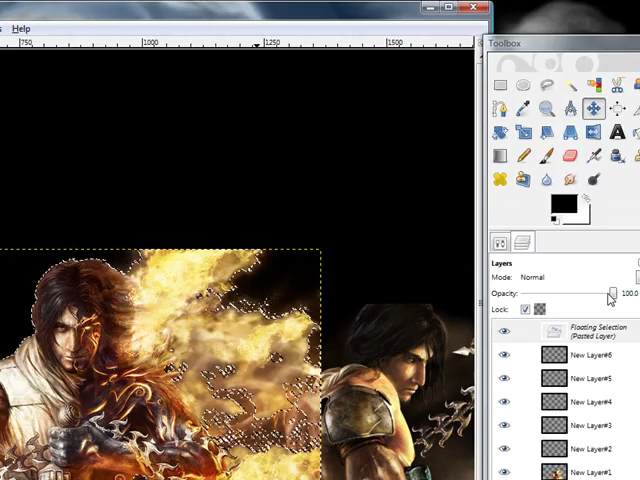 s Help
750 1000 1250 1500
Toolbox
Layers
Mode: Normal
Opacity: 100.0
Lock:
Floating Selection
(Pasted Layer)
New Layer#6
New Layer#5
New Layer#4
New Layer#3
New Layer#2
New Layer#1